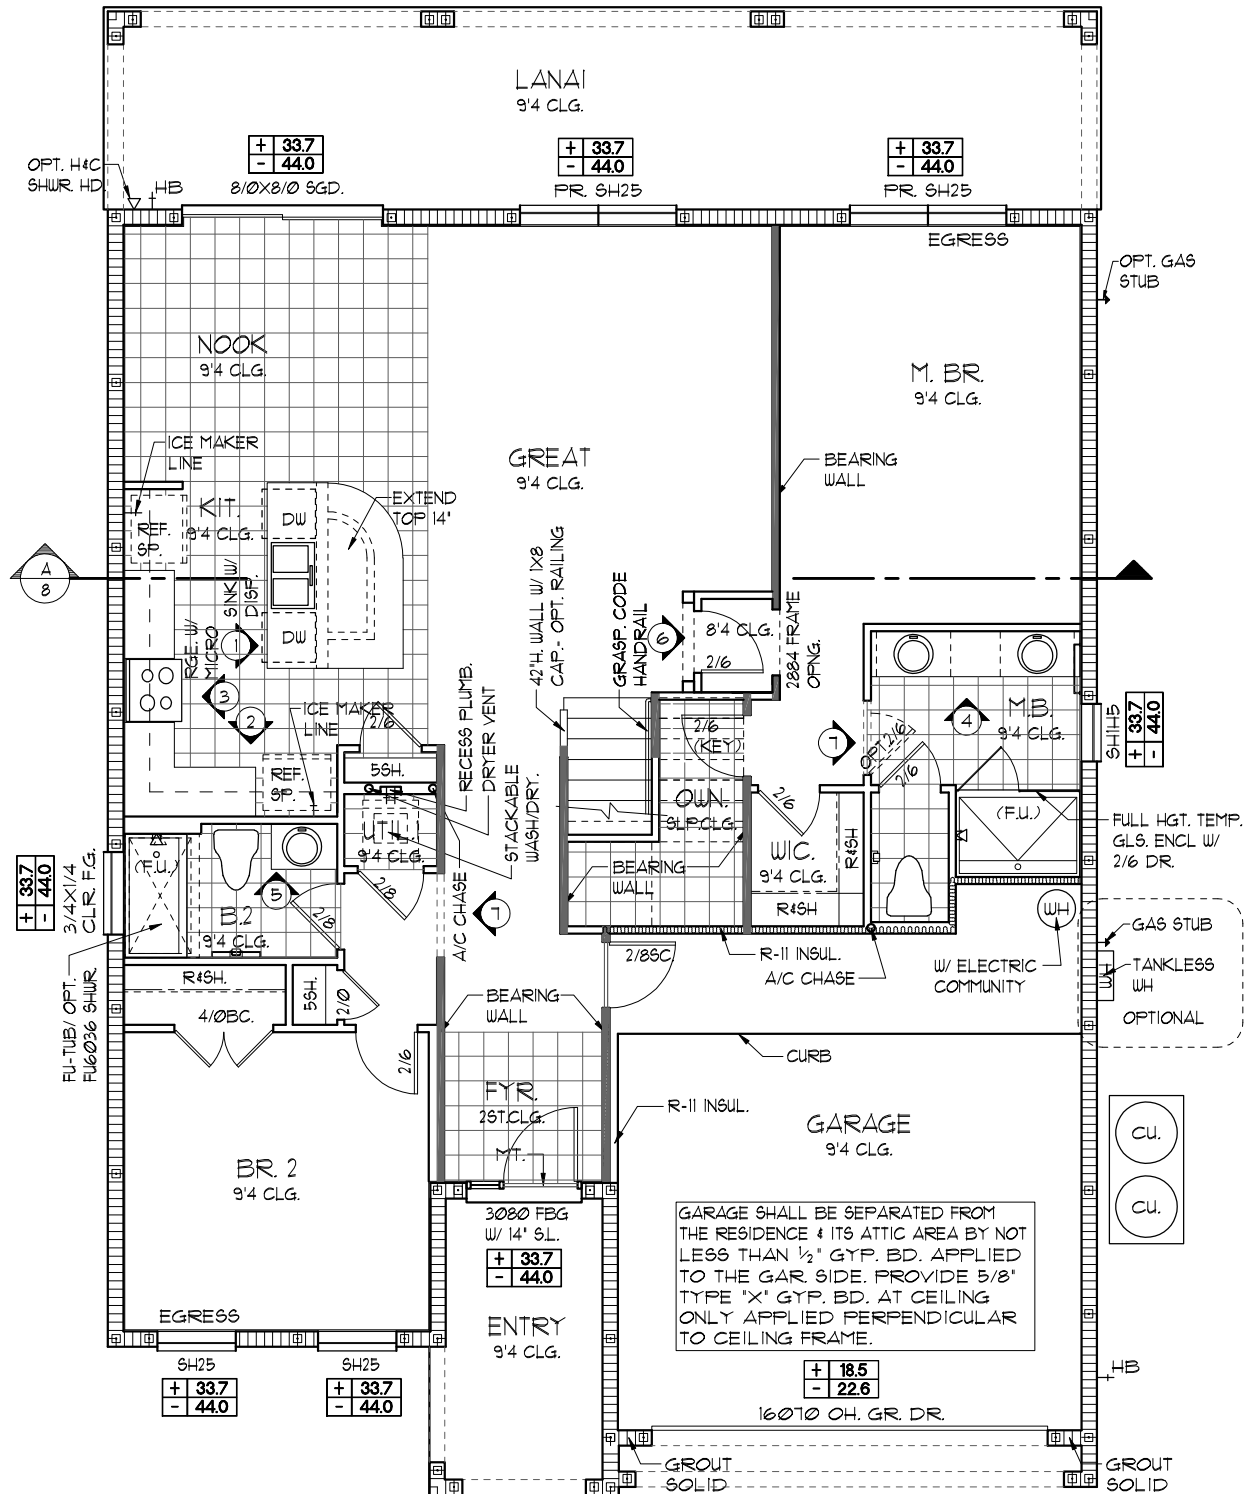 LANAI
9'4 CLG.
+ 33.7
- 44.0
8/0X8/0 SGD.
+ 33.7
- 44.0
PR. SH25
+ 33.7
- 44.0
PR. SH25
OPT. H&C
SHWR. HD.
HB
EGRESS
OPT. GAS
STUB
NOOK
9'4 CLG.
M. BR.
9'4 CLG.
ICE MAKER
LINE
GREAT
9'4 CLG.
BEARING
WALL
KIT.
9'4 CLG.
REF.
SP.
DW
EXTEND
TOP 14"
A
8
SINK W/
DISP.
DW
RGE. W/
MICRO
1
3
2
ICE MAKER
LINE
2/6
REF.
SP.
5SH.
RECESS PLUMB.
DRYER VENT
STACKABLE
WASH/DRY.
42"H. WALL W/ 1X8
CAP.- OPT. RAILING
GRASP. CODE
HANDRAIL
6
8'4 CLG.
2/6
2884 FRAME
OPNG.
2/6
(KEY)
OWN.
SLP.CLG.
BEARING
WALL
7
OPT. 2/6
2/6
4
M.B.
9'4 CLG.
SH1H5
+ 33.7
- 44.0
(F.U.)
FULL HGT. TEMP.
GLS. ENCL W/
2/6 DR.
2/6
WIC.
9'4 CLG.
R&SH
R&SH
UTIL.
9'4 CLG.
2/8
A/C CHASE
7
+ 33.7
- 44.0
3/4X1/4
CLR. F.G.
(F.U.)
5
B.2
9'4 CLG.
2/8
FU-TUB/ OPT.
FU6036 SHWR.
R&SH
5SH.
2/0
4/0BC.
2/6
2/8SC.
R-11 INSUL.
A/C CHASE
WH
W/ ELECTRIC
COMMUNITY
GAS STUB
WH
TANKLESS
WH
OPTIONAL
BEARING
WALL
CURB
FYR.
2ST.CLG.
MT.
R-11 INSUL.
GARAGE
9'4 CLG.
CU.
CU.
BR. 2
9'4 CLG.
3080 FBG
W/ 14" S.L.
+ 33.7
- 44.0
GARAGE SHALL BE SEPARATED FROM
THE RESIDENCE & ITS ATTIC AREA BY NOT
LESS THAN ½" GYP. BD. APPLIED
TO THE GAR. SIDE. PROVIDE 5/8"
TYPE "X" GYP. BD. AT CEILING
ONLY APPLIED PERPENDICULAR
TO CEILING FRAME.
EGRESS
ENTRY
9'4 CLG.
SH25
+ 33.7
- 44.0
SH25
+ 33.7
- 44.0
+ 18.5
- 22.6
16070 OH. GR. DR.
HB
GROUT
SOLID
GROUT
SOLID